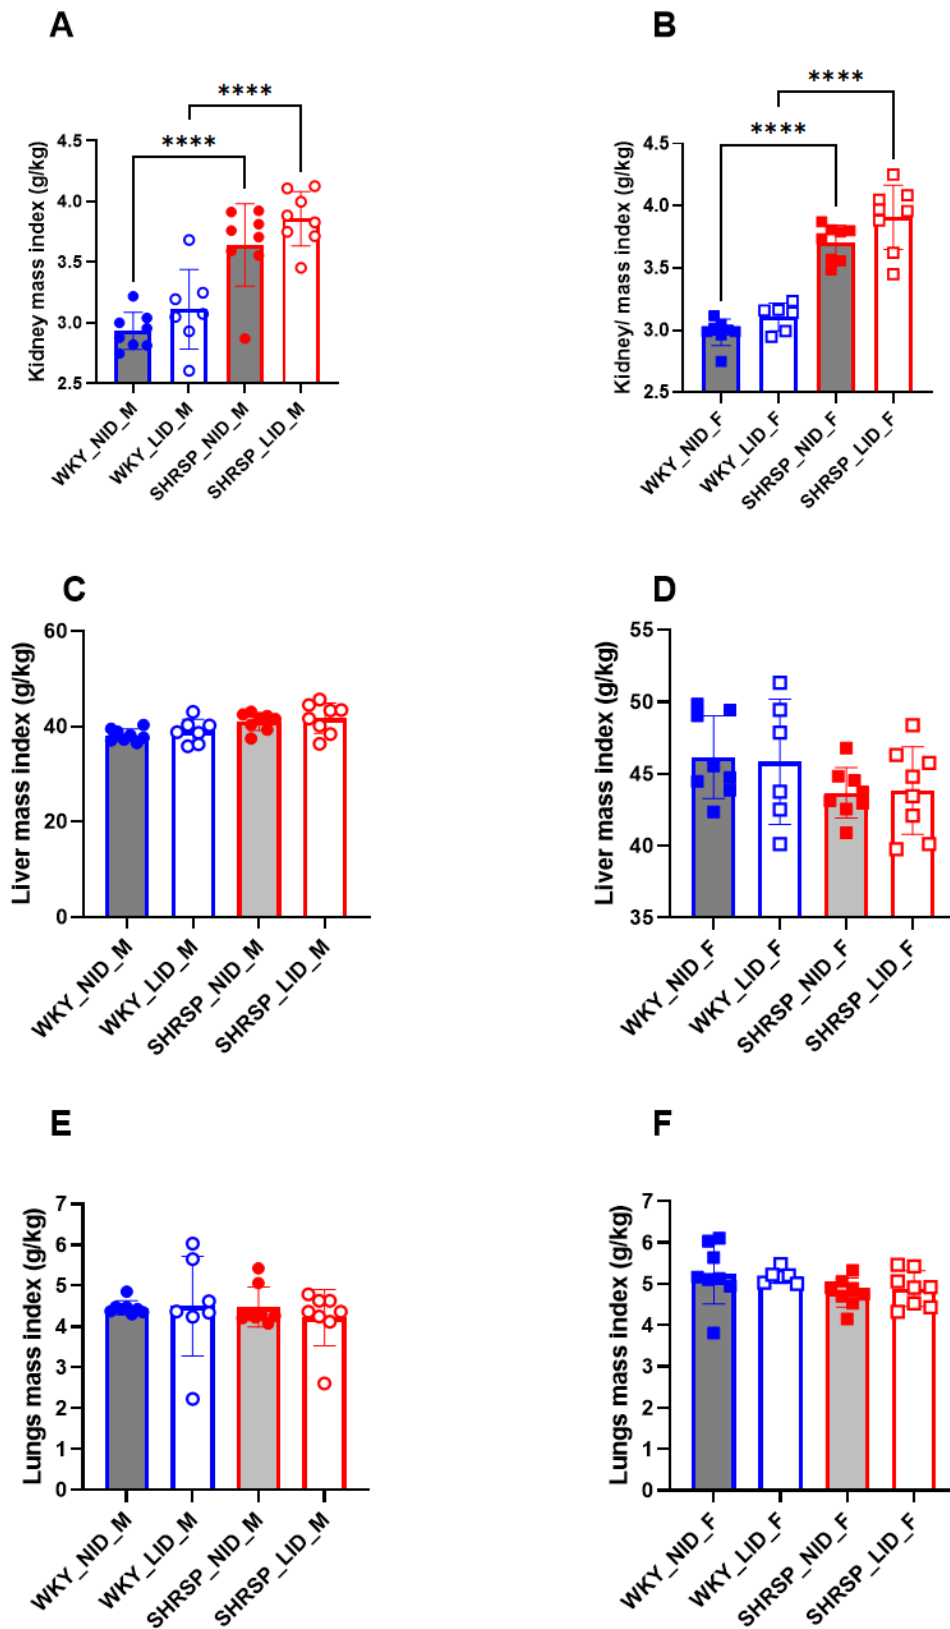 A
B
****
****
****
****
Kidney mass index (g/kg)
4.5
4.0
3.5
3.0
2.5
WKY_NID_M
WKY_LID_M
SHRSP_NID_M
SHRSP_LID_M
Kidney/ mass index (g/kg)
4.5
4.0
3.5
3.0
2.5
WKY_NID_F
WKY_LID_F
SHRSP_NID_F
SHRSP_LID_F
C
D
Liver mass index (g/kg)
60
40
20
0
WKY_NID_M
WKY_LID_M
SHRSP_NID_M
SHRSP_LID_M
Liver mass index (g/kg)
55
50
45
40
35
WKY_NID_F
WKY_LID_F
SHRSP_NID_F
SHRSP_LID_F
E
F
Lungs mass index (g/kg)
7
6
5
4
3
2
1
0
WKY_NID_M
WKY_LID_M
SHRSP_NID_M
SHRSP_LID_M
Lungs mass index (g/kg)
7
6
5
4
3
2
1
0
WKY_NID_F
WKY_LID_F
SHRSP_NID_F
SHRSP_LID_F